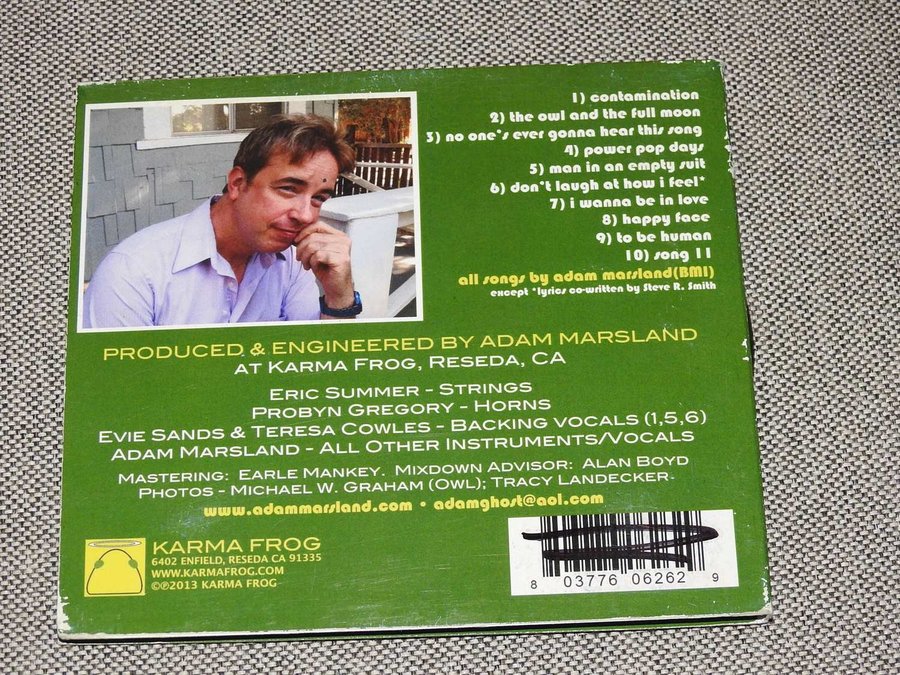 1) contamination
2) the owl and the full moon
3) no one's ever gonna hear this song
4) power pop days
5) man in an empty suit
6) don't laugh at how i feel*
7) i wanna be in love
8) happy face
9) to be human
10) song 11
all songs by adam marsland(BMI)
except *lyrics co-written by Steve R. Smith
PRODUCED & ENGINEERED BY ADAM MARSLAND
AT KARMA FROG, RESEDA, CA
ERIC SUMMER - STRINGS
PROBYN GREGORY - HORNS
EVIE SANDS & TERESA COWLES - BACKING VOCALS (1,5,6)
ADAM MARSLAND - ALL OTHER INSTRUMENTS/VOCALS
MASTERING: EARLE MANKEY. MIXDOWN ADVISOR: ALAN BOYD
PHOTOS - MICHAEL W. GRAHAM (OWL); TRACY LANDECKER
www.adammarsland.com • adamghost@aol.com
KARMA FROG
6402 ENFIELD, RESEDA CA 91335
WWW.KARMAFROG.COM
©℗2013 KARMA FROG
8 03776 06262 9